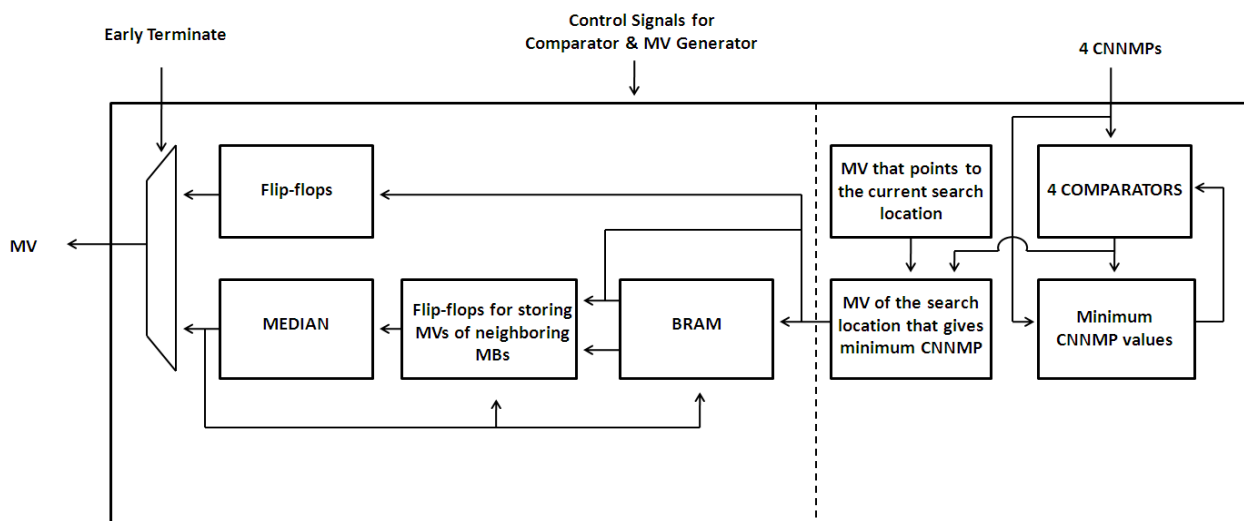 Early Terminate
Control Signals for
Comparator & MV Generator
4 CNNMPs
Flip-flops
MV that points to
the current search
location
4 COMPARATORS
MV
MEDIAN
Flip-flops for storing
MVs of neighboring
MBs
BRAM
MV of the search
location that gives
minimum CNNMP
Minimum
CNNMP values